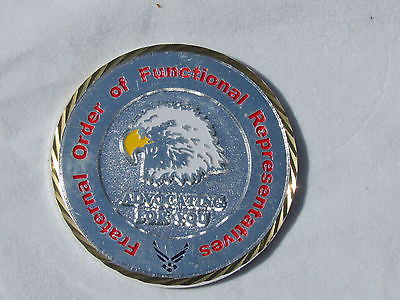 Fraternal Order of Functional Representatives
ADVOCATING
FOR YOU